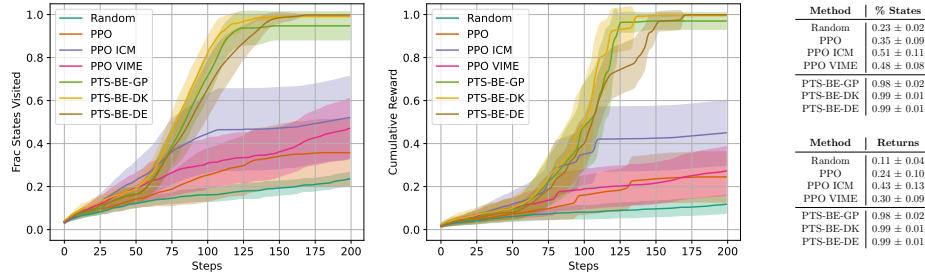 Frac States Visited
1.0
0.8
0.6
0.4
0.2
0.0
Random
PPO
PPO ICM
PPO VIME
PTS-BE-GP
PTS-BE-DK
PTS-BE-DE
0 25 50 75 100 125 150 175 200
Steps
Cumulative Reward
1.0
0.8
0.6
0.4
0.2
0.0
Random
PPO
PPO ICM
PPO VIME
PTS-BE-GP
PTS-BE-DK
PTS-BE-DE
0 25 50 75 100 125 150 175 200
Steps
Method % States
Random 0.23 ± 0.02
PPO 0.35 ± 0.09
PPO ICM 0.51 ± 0.11
PPO VIME 0.48 ± 0.08
PTS-BE-GP 0.98 ± 0.02
PTS-BE-DK 0.99 ± 0.01
PTS-BE-DE 0.99 ± 0.01
Method Returns
Random 0.11 ± 0.04
PPO 0.24 ± 0.10
PPO ICM 0.43 ± 0.13
PPO VIME 0.30 ± 0.09
PTS-BE-GP 0.98 ± 0.02
PTS-BE-DK 0.99 ± 0.01
PTS-BE-DE 0.99 ± 0.01